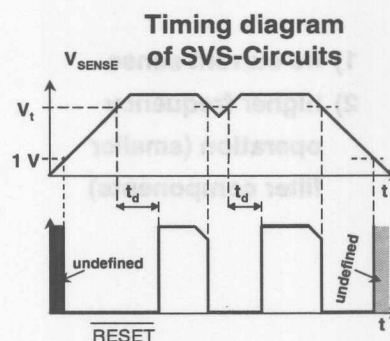 Timing diagram
of SVS-Circuits
V_SENSE
V_t
1 V
t
t_d
t_d
undefined
undefined
t
RESET